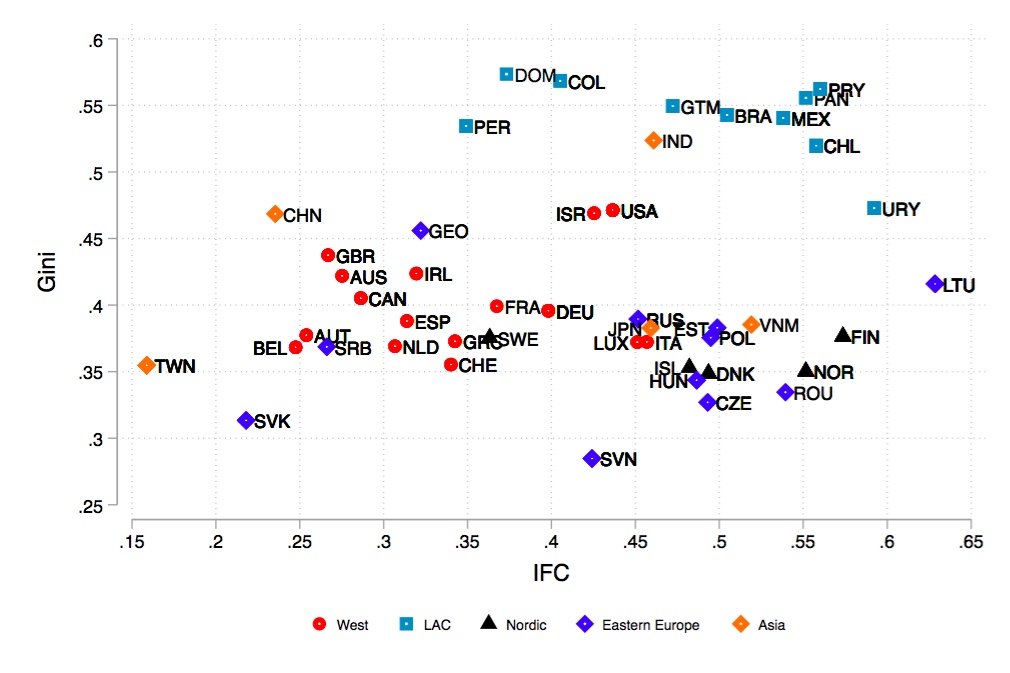 .6
DOM
COL
PRY
PAN
.55
GTM
BRA
MEX
PER
IND
CHL
.5
CHN
ISR
USA
URY
GEO
.45
GBR
AUS
IRL
LTU
CAN
.4
FRA
DEU
ESP
RUS
JPN
EST
VNM
AUT
GRC
SWE
POL
FIN
BEL
SRB
NLD
LUX
ITA
TWN
CHE
.35
ISL
HUN
DNK
NOR
ROU
CZE
SVK
.3
SVN
.25
Gini
.15 .2 .25 .3 .35 .4 .45 .5 .55 .6 .65
IFC
West LAC Nordic Eastern Europe Asia